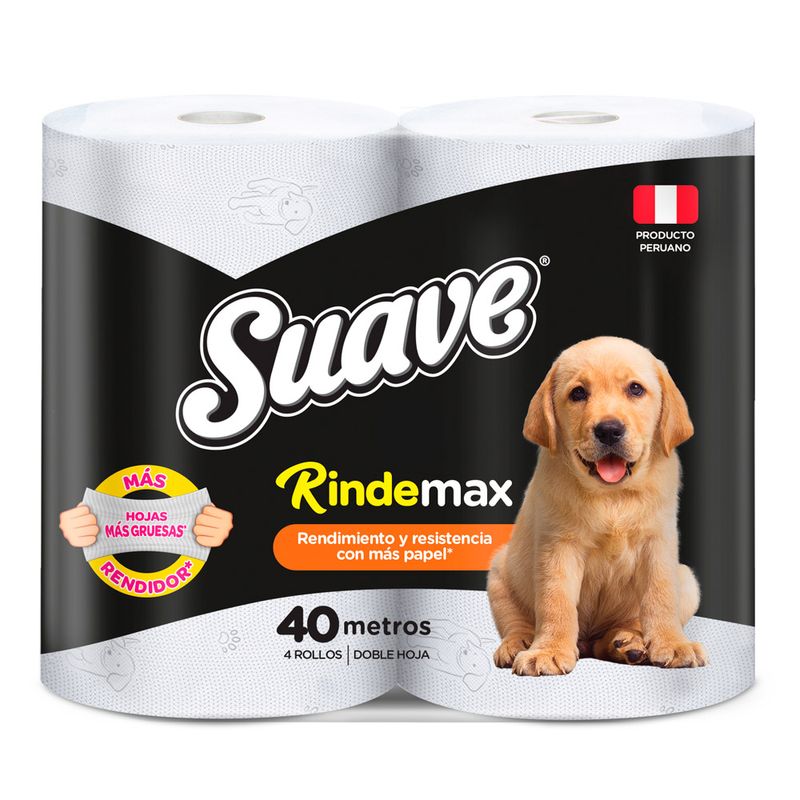 PRODUCTO
PERUANO
Suave®
MÁS
HOJAS
MÁS GRUESAS*
RENDIDOR*
Rindemax
Rendimiento y resistencia
con más papel*
40 metros
4 ROLLOS | DOBLE HOJA